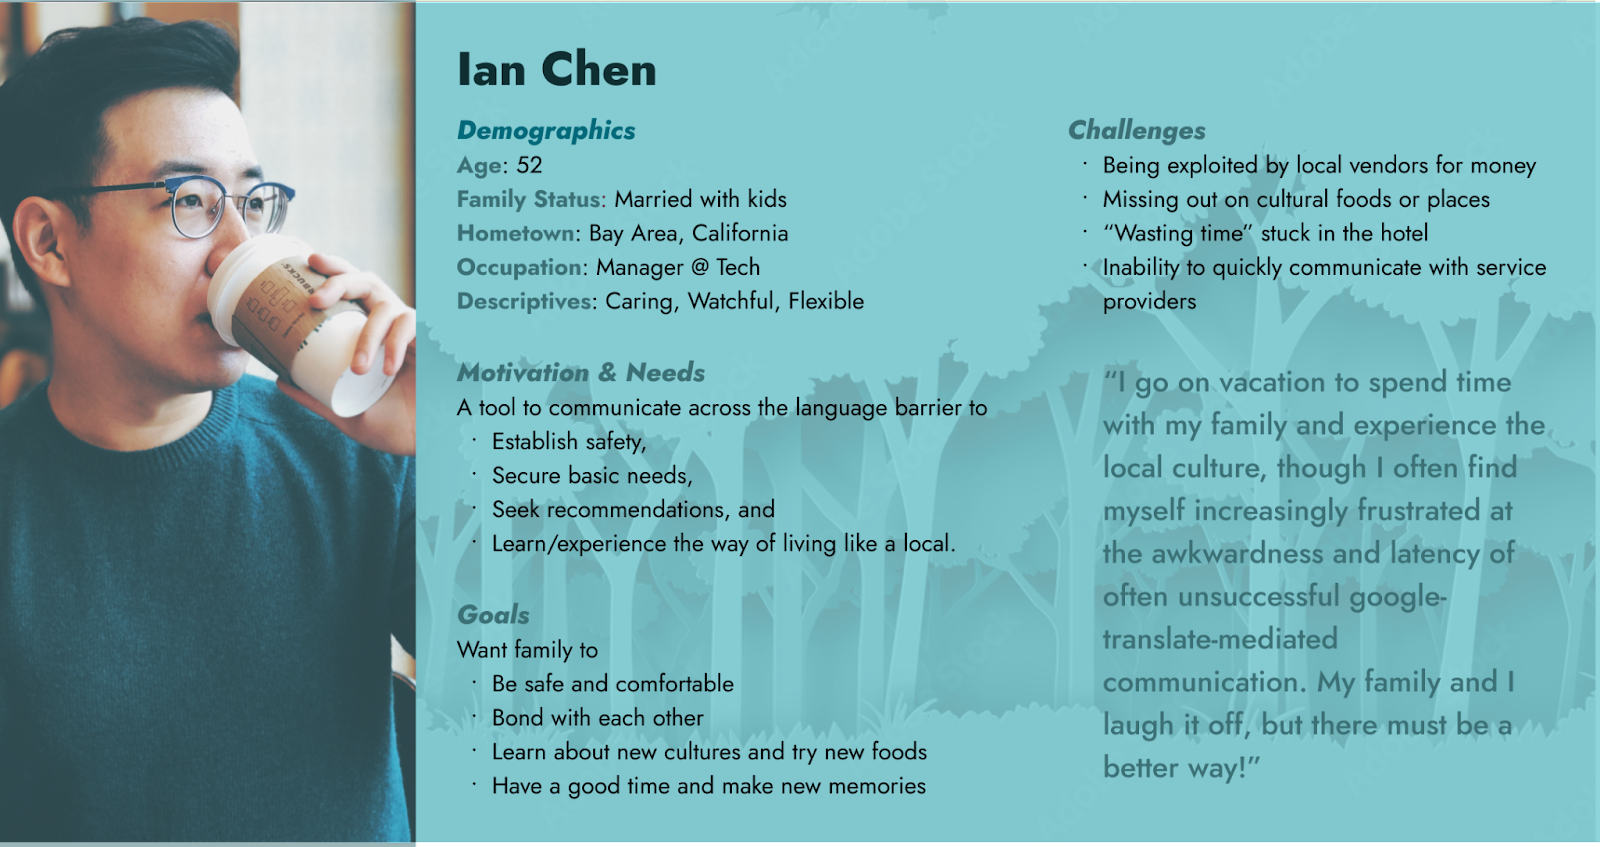 Ian Chen
Demographics
Age: 52
Family Status: Married with kids
Hometown: Bay Area, California
Occupation: Manager @ Tech
Descriptives: Caring, Watchful, Flexible
Motivation & Needs
A tool to communicate across the language barrier to
· Establish safety,
· Secure basic needs,
· Seek recommendations, and
· Learn/experience the way of living like a local.
Goals
Want family to
· Be safe and comfortable
· Bond with each other
· Learn about new cultures and try new foods
· Have a good time and make new memories
Challenges
· Being exploited by local vendors for money
· Missing out on cultural foods or places
· “Wasting time” stuck in the hotel
· Inability to quickly communicate with service
providers
“I go on vacation to spend time
with my family and experience the
local culture, though I often find
myself increasingly frustrated at
the awkwardness and latency of
often unsuccessful google-
translate-mediated
communication. My family and I
laugh it off, but there must be a
better way!”